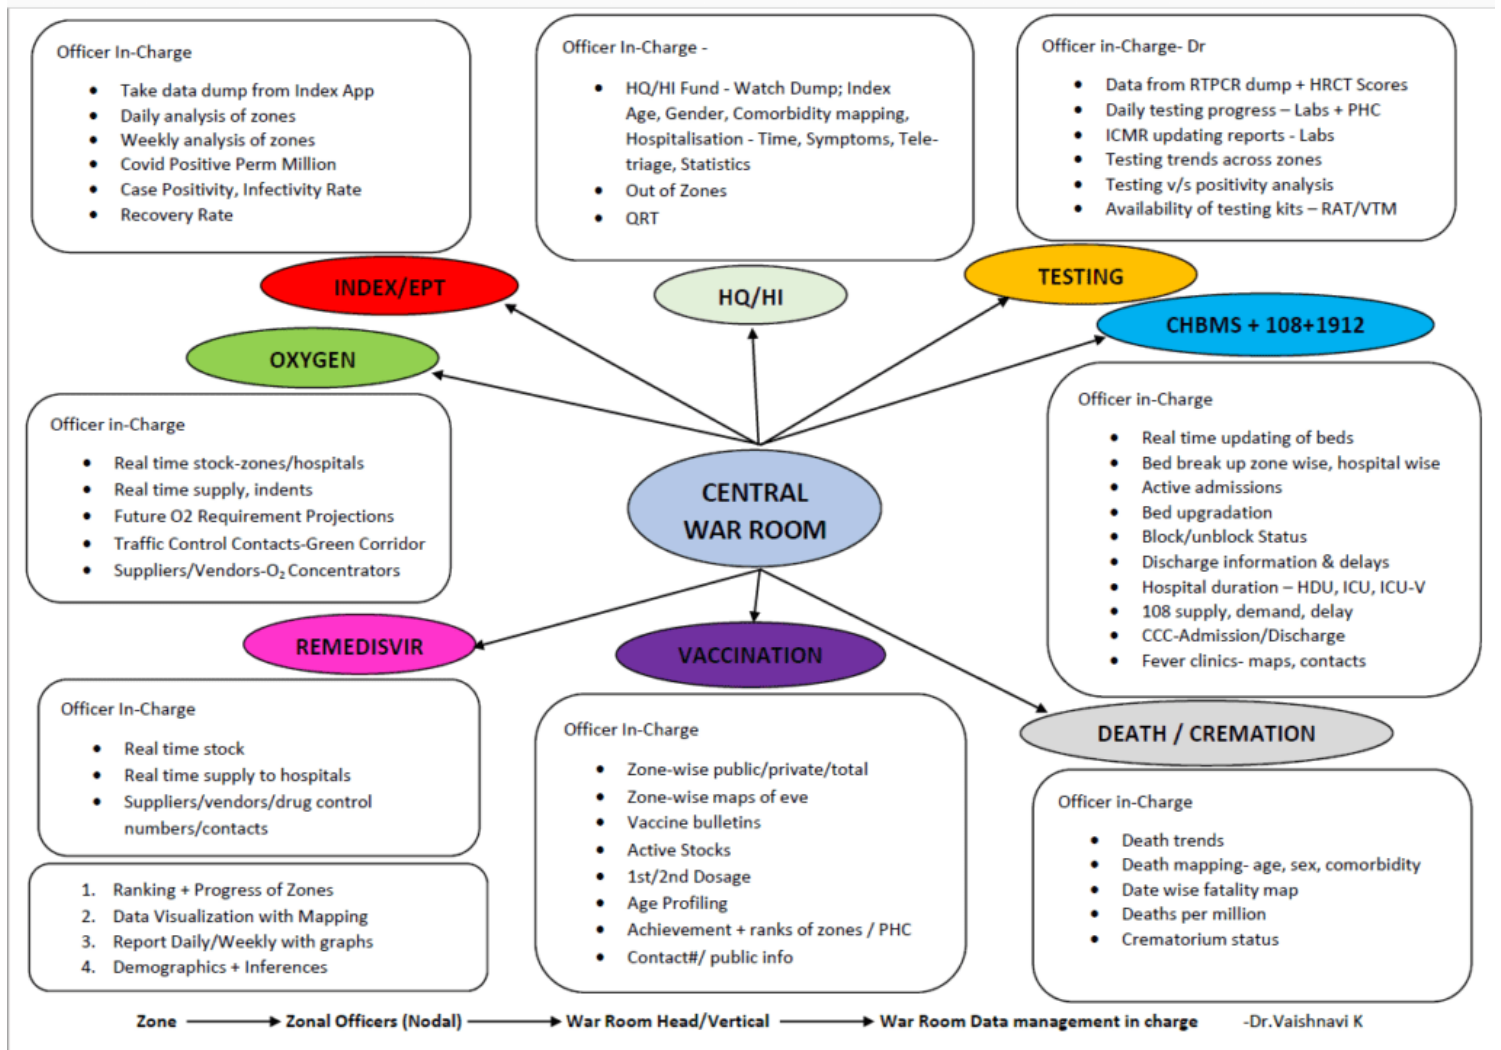 Officer In-Charge
Take data dump from Index App
Daily analysis of zones
Weekly analysis of zones
Covid Positive Perm Million
Case Positivity, Infectivity Rate
Recovery Rate
INDEX/EPT
Officer In-Charge -
HQ/HI Fund - Watch Dump; Index
Age, Gender, Comorbidity mapping,
Hospitalisation - Time, Symptoms, Tele-
triage, Statistics
Out of Zones
QRT
HQ/HI
Officer in-Charge- Dr
Data from RTPCR dump + HRCT Scores
Daily testing progress – Labs + PHC
ICMR updating reports - Labs
Testing trends across zones
Testing v/s positivity analysis
Availability of testing kits – RAT/VTM
TESTING
CHBMS + 108+1912
Officer in-Charge
Real time updating of beds
Bed break up zone wise, hospital wise
Active admissions
Bed upgradation
Block/unblock Status
Discharge information & delays
Hospital duration – HDU, ICU, ICU-V
108 supply, demand, delay
CCC-Admission/Discharge
Fever clinics- maps, contacts
OXYGEN
Officer in-Charge
Real time stock-zones/hospitals
Real time supply, indents
Future O2 Requirement Projections
Traffic Control Contacts-Green Corridor
Suppliers/Vendors-O₂ Concentrators
CENTRAL
WAR ROOM
REMEDISVIR
Officer In-Charge
Real time stock
Real time supply to hospitals
Suppliers/vendors/drug control
numbers/contacts
VACCINATION
Officer In-Charge
Zone-wise public/private/total
Zone-wise maps of eve
Vaccine bulletins
Active Stocks
1st/2nd Dosage
Age Profiling
Achievement + ranks of zones / PHC
Contact#/ public info
DEATH / CREMATION
Officer in-Charge
Death trends
Death mapping- age, sex, comorbidity
Date wise fatality map
Deaths per million
Crematorium status
1. Ranking + Progress of Zones
2. Data Visualization with Mapping
3. Report Daily/Weekly with graphs
4. Demographics + Inferences
Zone Zonal Officers (Nodal) War Room Head/Vertical War Room Data management in charge -Dr.Vaishnavi K